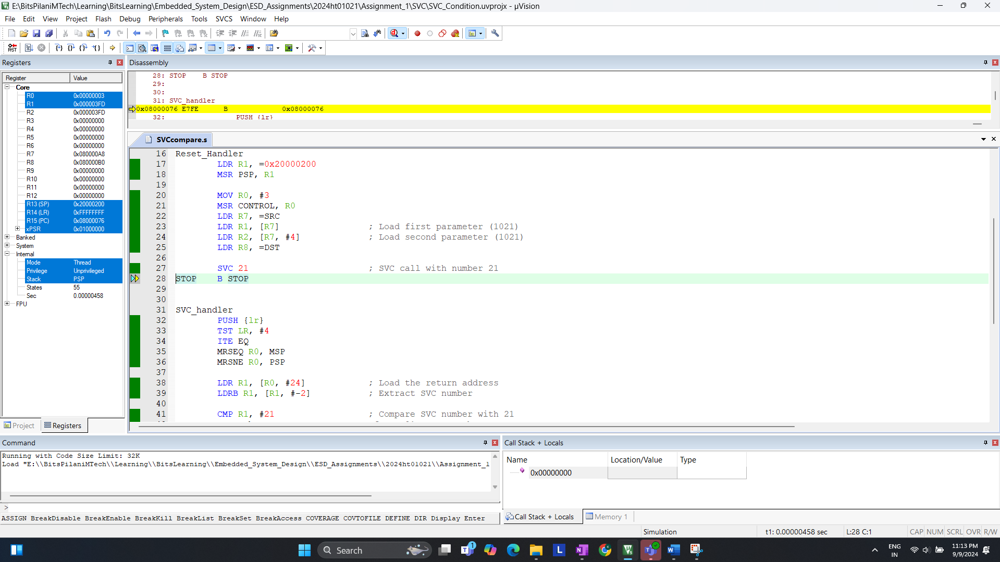 E:\BitsPilaniMTech\Learning\BitsLearning\Embedded_System_Design\ESD_Assignments\2024ht01021\Assignment_1\SVC\SVC_Condition.uvprojx - µVision
File Edit View Project Flash Debug Peripherals Tools SVCS Window Help
Registers
Register Value
Core
R0 0x00000003
R1 0x000003FD
R2 0x000003FD
R3 0x00000000
R4 0x00000000
R5 0x00000000
R6 0x00000000
R7 0x080000A8
R8 0x080000B0
R9 0x00000000
R10 0x00000000
R11 0x00000000
R12 0x00000000
R13 (SP) 0x20000200
R14 (LR) 0xFFFFFFFF
R15 (PC) 0x08000076
xPSR 0x01000000
Banked
System
Internal
Mode Thread
Privilege Unprivileged
Stack PSP
States 55
Sec 0.00000458
FPU
Project Registers
Disassembly
28: STOP B STOP
29:
30:
31: SVC_handler
0x08000076 E7FE B 0x08000076
32: PUSH {lr}
SVCcompare.s
16 Reset_Handler
17 LDR R1, =0x20000200
18 MSR PSP, R1
19
20 MOV R0, #3
21 MSR CONTROL, R0
22 LDR R7, =SRC
23 LDR R1, [R7] ; Load first parameter (1021)
24 LDR R2, [R7, #4] ; Load second parameter (1021)
25 LDR R8, =DST
26
27 SVC 21 ; SVC call with number 21
28 STOP B STOP
29
30
31 SVC_handler
32 PUSH {lr}
33 TST LR, #4
34 ITE EQ
35 MRSEQ R0, MSP
36 MRSNE R0, PSP
37
38 LDR R1, [R0, #24] ; Load the return address
39 LDRB R1, [R1, #-2] ; Extract SVC number
40
41 CMP R1, #21 ; Compare SVC number with 21
Command
Running with Code Size Limit: 32K
Load "E:\\BitsPilaniMTech\\Learning\\BitsLearning\\Embedded_System_Design\\ESD_Assignments\\2024ht01021\\Assignment_1
>
ASSIGN BreakDisable BreakEnable BreakKill BreakList BreakSet BreakAccess COVERAGE COVTOFILE DEFINE DIR Display Enter
Call Stack + Locals
Name Location/Value Type
0x00000000
Call Stack + Locals Memory 1
Simulation t1: 0.00000458 sec L:28 C:1 CAP NUM SCRL OVR R/W
Search
1
ENG
IN
11:13 PM
9/9/2024